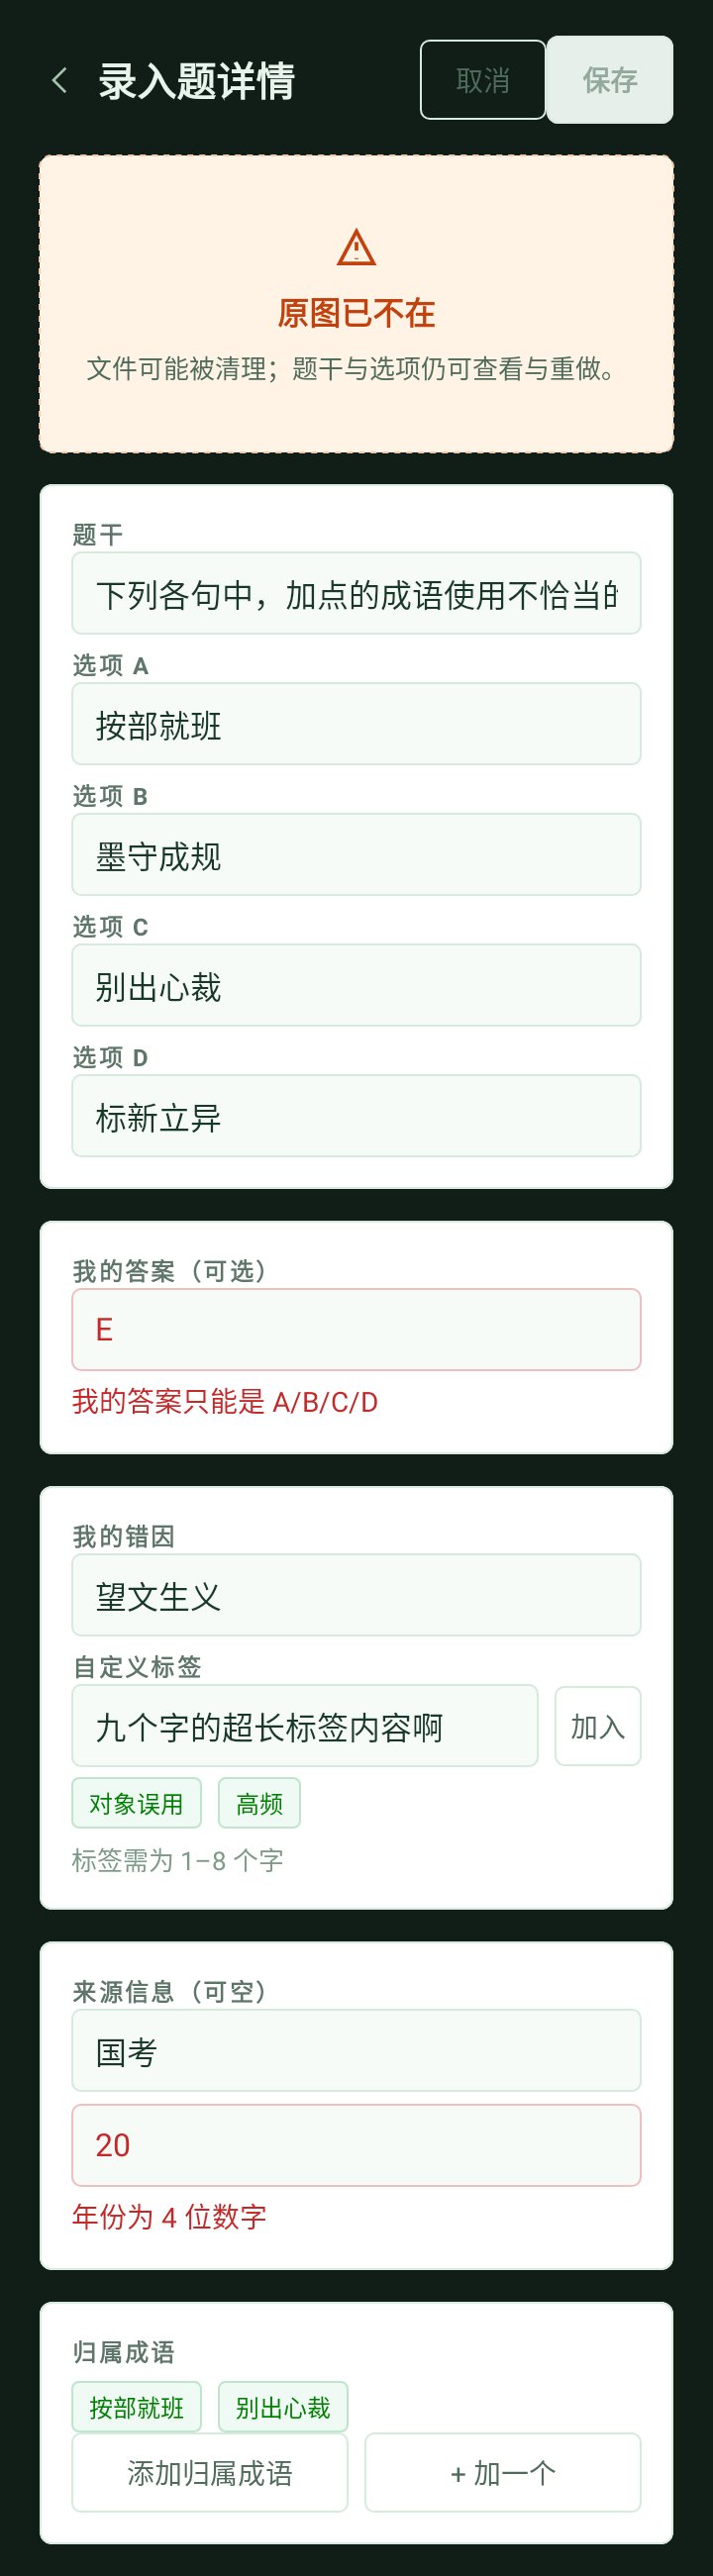 录入题详情
取消
保存
原图已不在
文件可能被清理；题干与选项仍可查看与重做。
题干
下列各句中，加点的成语使用不恰当的
选项 A
按部就班
选项 B
墨守成规
选项 C
别出心裁
选项 D
标新立异
我的答案（可选）
E
我的答案只能是 A/B/C/D
我的错因
望文生义
自定义标签
九个字的超长标签内容啊
加入
对象误用
高频
标签需为 1–8 个字
来源信息（可空）
国考
20
年份为 4 位数字
归属成语
按部就班
别出心裁
添加归属成语
+ 加一个